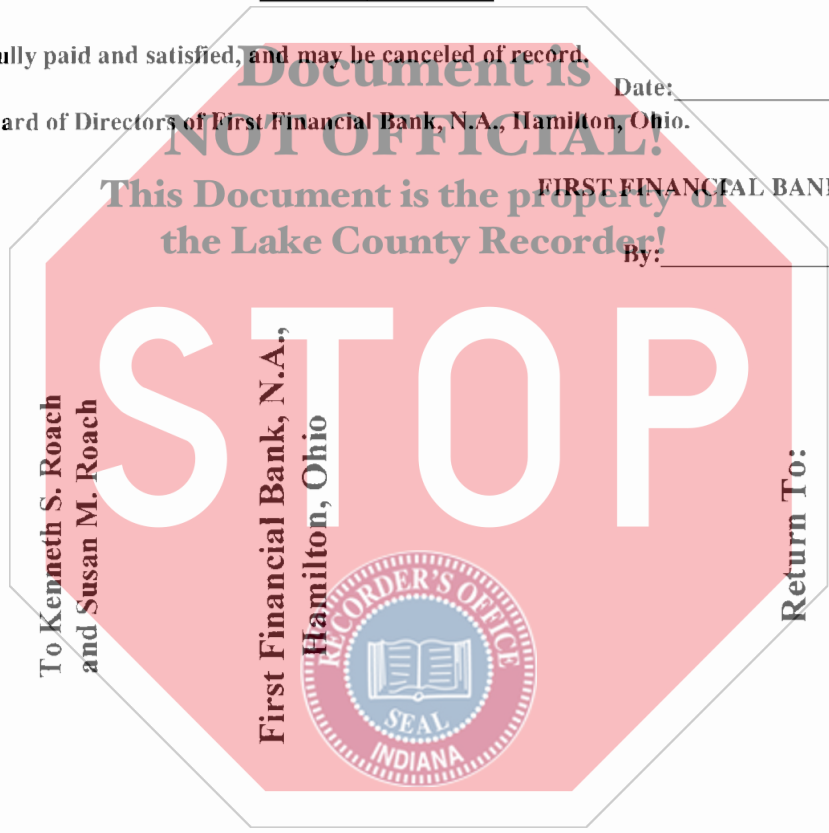 ully paid and satisfied, and may be canceled of record.
Document is
Date:
ard of Directors of First Financial Bank, N.A., Hamilton, Ohio.
NOT OFFICIAL!
This Document is the property of
FIRST FINANCIAL BAN
the Lake County Recorder!
By:
STOP
To Kenneth S. Roach
and Susan M. Roach
First Financial Bank, N.A.,
Hamilton, Ohio
Return To:
RECORDER'S OFFICE
SEAL
INDIANA